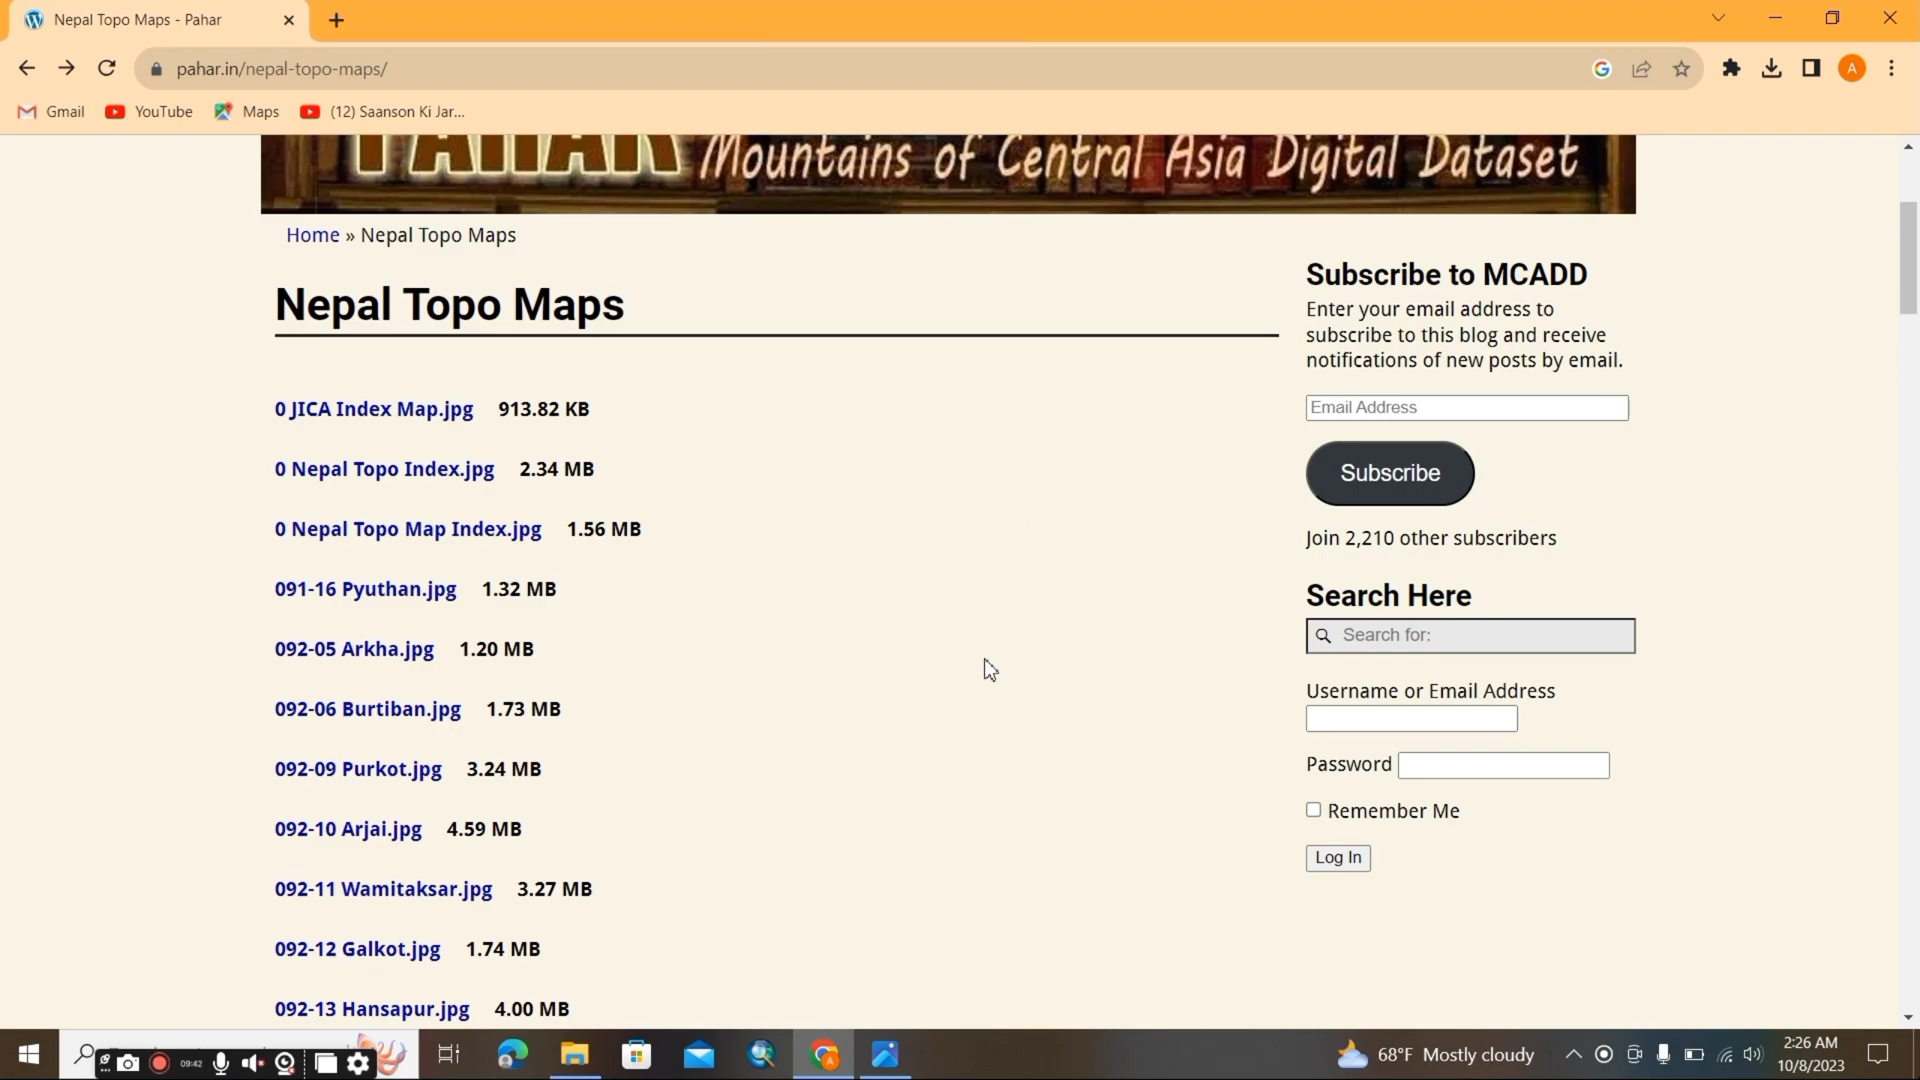 Nepal Topo Maps - Pahar
pahar.in/nepal-topo-maps/
A
Gmail YouTube Maps (12) Saanson Ki Jar...
PAHAR Mountains of Central Asia Digital Dataset
Home » Nepal Topo Maps
Nepal Topo Maps
0 JICA Index Map.jpg 913.82 KB
0 Nepal Topo Index.jpg 2.34 MB
0 Nepal Topo Map Index.jpg 1.56 MB
091-16 Pyuthan.jpg 1.32 MB
092-05 Arkha.jpg 1.20 MB
092-06 Burtiban.jpg 1.73 MB
092-09 Purkot.jpg 3.24 MB
092-10 Arjai.jpg 4.59 MB
092-11 Wamitaksar.jpg 3.27 MB
092-12 Galkot.jpg 1.74 MB
092-13 Hansapur.jpg 4.00 MB
Subscribe to MCADD
Enter your email address to
subscribe to this blog and receive
notifications of new posts by email.
Email Address
Subscribe
Join 2,210 other subscribers
Search Here
Search for:
Username or Email Address
Password
Remember Me
Log In
09:42
68°F Mostly cloudy
2:26 AM
10/8/2023